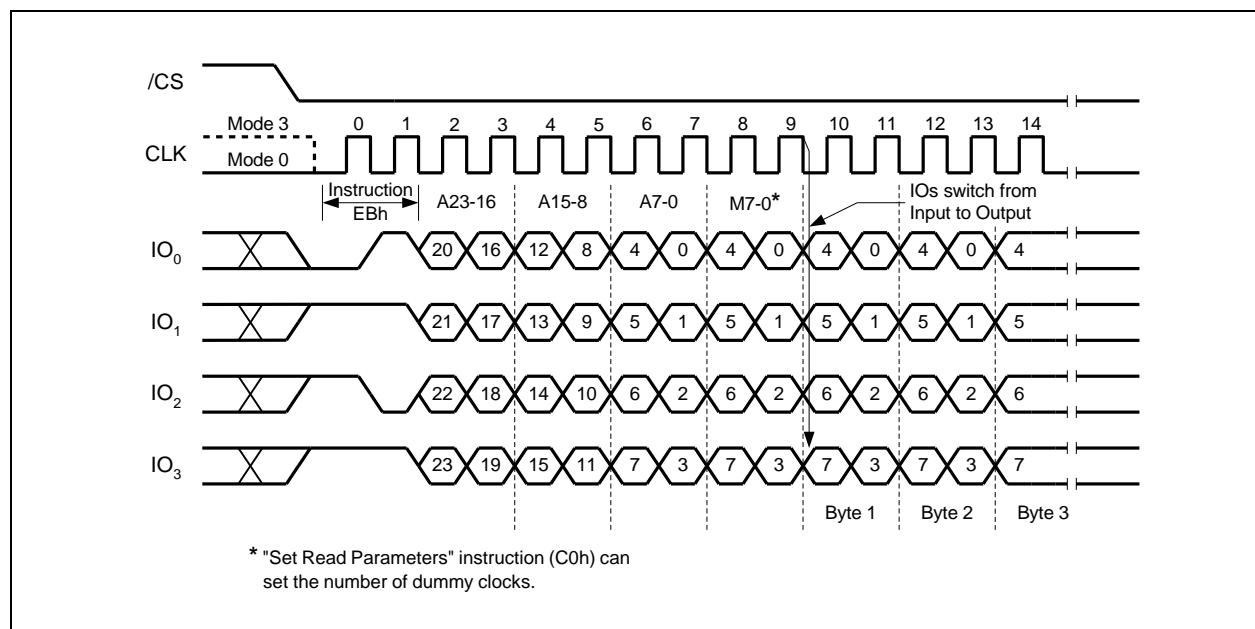 /CS
Mode 3 0 1 2 3 4 5 6 7 8 9 10 11 12 13 14
CLK
Mode 0
Instruction A23-16 A15-8 A7-0 M7-0* IOs switch from
EBh Input to Output
IO0 20 16 12 8 4 0 4 0 4 0 4 0 4
IO1 21 17 13 9 5 1 5 1 5 1 5 1 5
IO2 22 18 14 10 6 2 6 2 6 2 6 2 6
IO3 23 19 15 11 7 3 7 3 7 3 7 3 7
Byte 1 Byte 2 Byte 3
* "Set Read Parameters" instruction (C0h) can
set the number of dummy clocks.